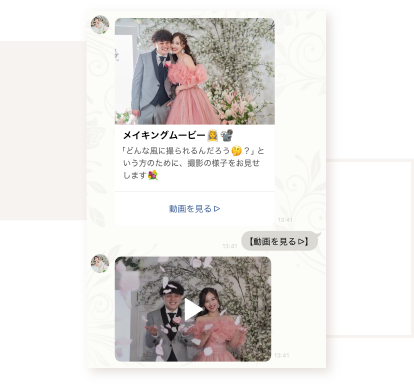 メイキングムービー👰📽️
「どんな風に撮られるんだろう🤔？」と
いう方のために、撮影の様子をお見せ
します💐
動画を見る▷
13:41
【動画を見る▷】
13:41
13:41